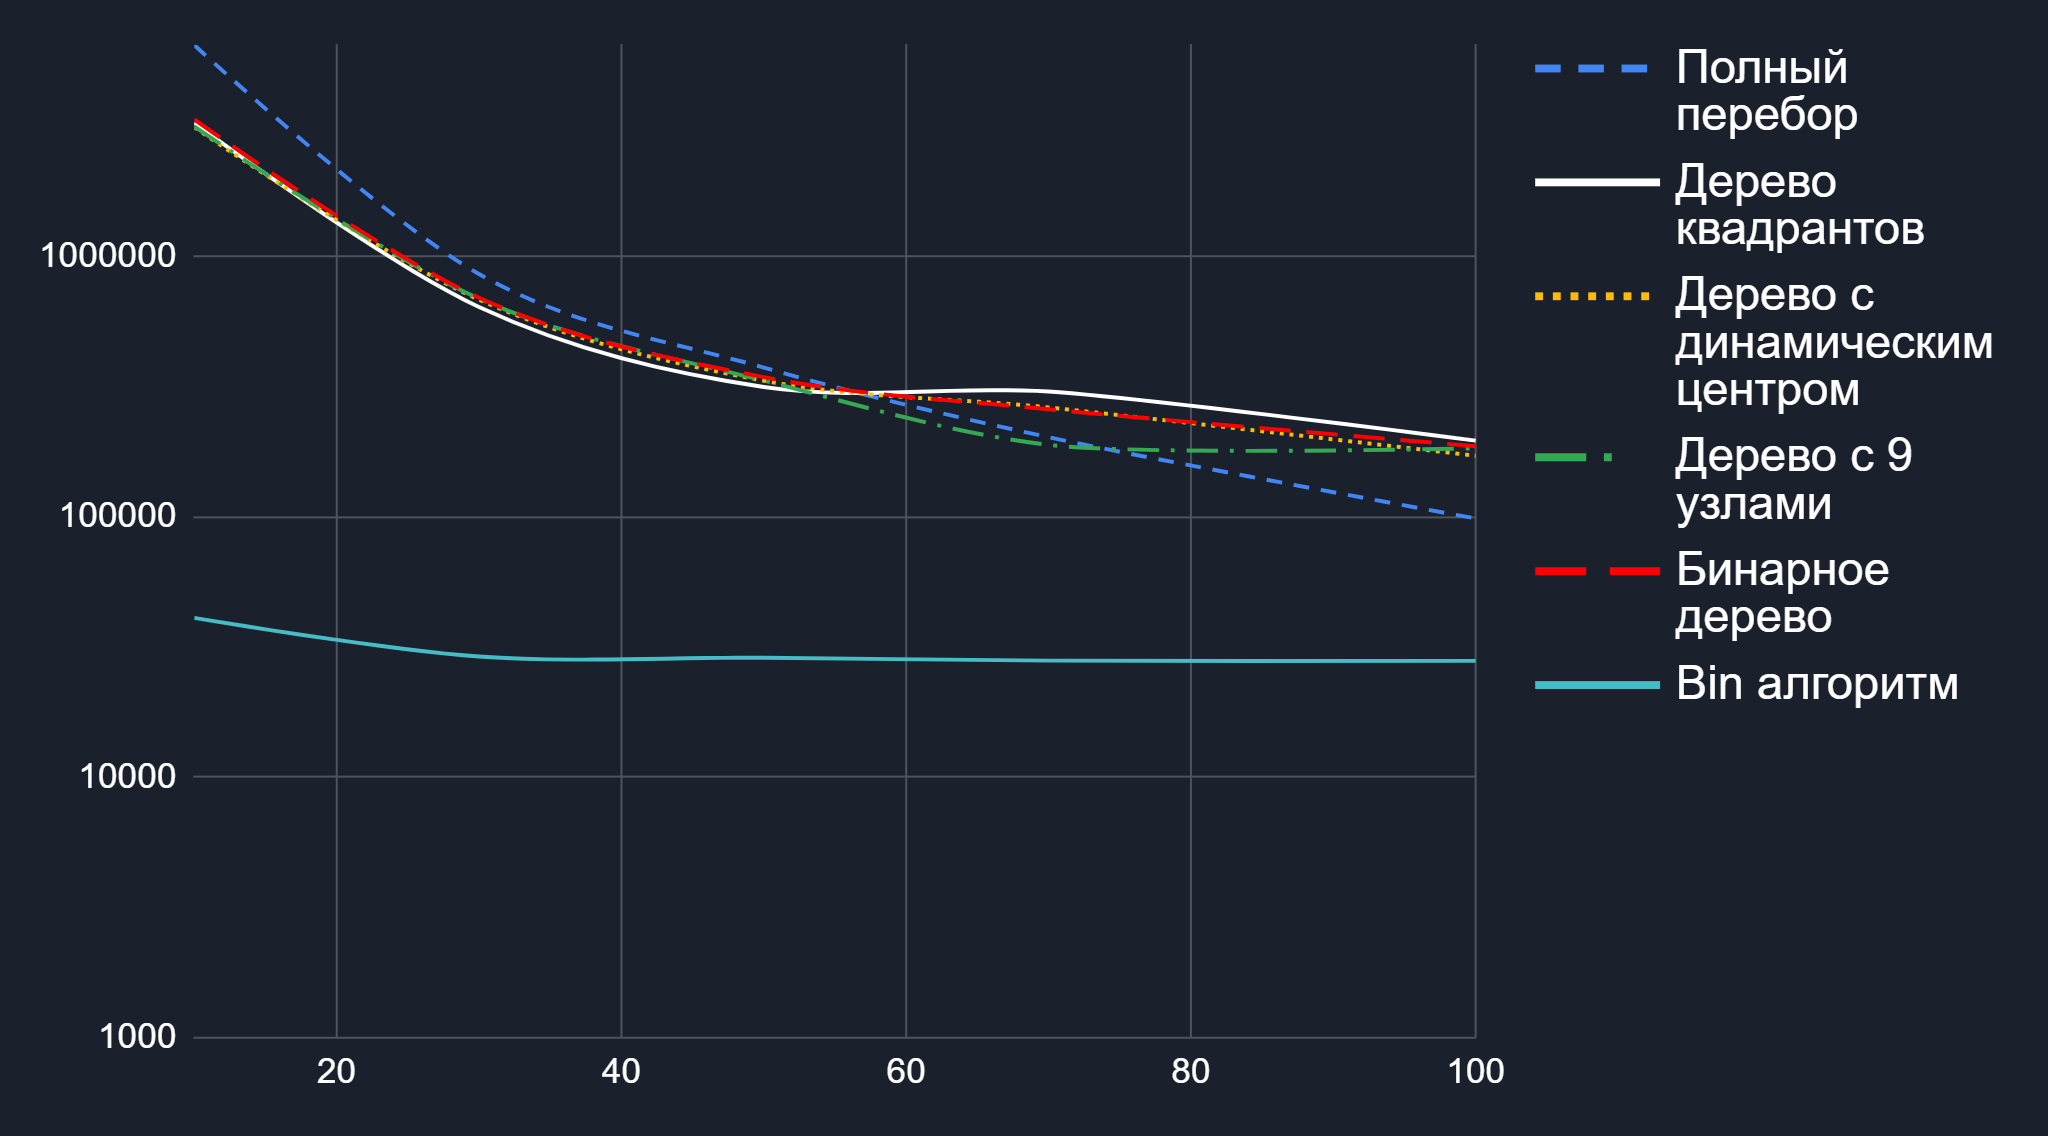 1000000
100000
10000
1000
20 40 60 80 100
Полный
перебор
Дерево
квадрантов
Дерево с
динамическим
центром
Дерево с 9
узлами
Бинарное
дерево
Bin алгоритм